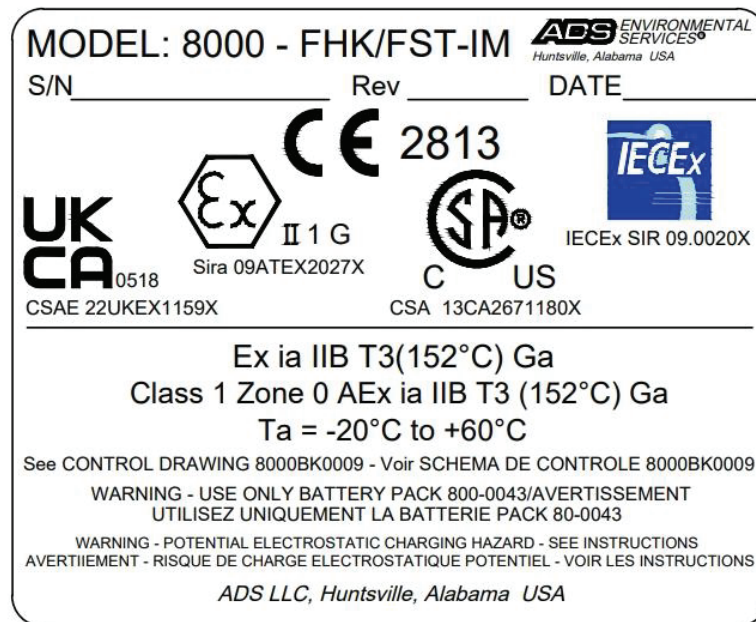 MODEL: 8000 - FHK/FST-IM
ADS ENVIRONMENTAL SERVICES®
Huntsville, Alabama USA
S/N Rev DATE
CE 2813
IECEx
Ex II 1 G
SA®
UK
CA 0518
Sira 09ATEX2027X
C US
IECEx SIR 09.0020X
CSAE 22UKEX1159X
CSA 13CA2671180X
Ex ia IIB T3(152°C) Ga
Class 1 Zone 0 AEx ia IIB T3 (152°C) Ga
Ta = -20°C to +60°C
See CONTROL DRAWING 8000BK0009 - Voir SCHEMA DE CONTROLE 8000BK0009
WARNING - USE ONLY BATTERY PACK 800-0043/AVERTISSEMENT
UTILISEZ UNIQUEMENT LA BATTERIE PACK 80-0043
WARNING - POTENTIAL ELECTROSTATIC CHARGING HAZARD - SEE INSTRUCTIONS
AVERTIIEMENT - RISQUE DE CHARGE ELECTROSTATIQUE POTENTIEL - VOIR LES INSTRUCTIONS
ADS LLC, Huntsville, Alabama USA